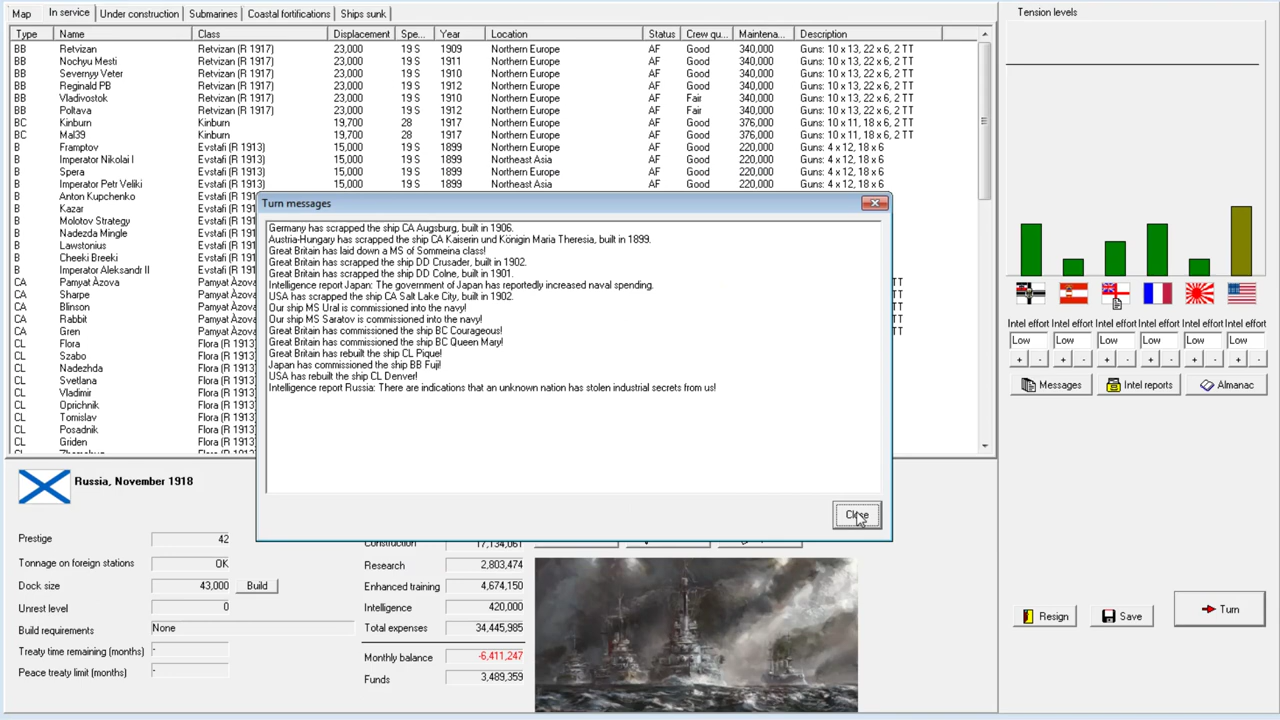 Map In service Under construction Submarines Coastal fortifications Ships sunk
Type Name Class Displacement Spe... Year Location Status Crew qu... Maintena... Description
BB Retvizan Retvizan (R 1917) 23,000 19 S 1909 Northern Europe AF Good 340,000 Guns: 10 x 13, 22 x 6, 2 TT
BB Nochyu Mesti Retvizan (R 1917) 23,000 19 S 1911 Northern Europe AF Good 340,000 Guns: 10 x 13, 22 x 6, 2 TT
BB Severnyy Veter Retvizan (R 1917) 23,000 19 S 1910 Northern Europe AF Good 340,000 Guns: 10 x 13, 22 x 6, 2 TT
BB Reginald PB Retvizan (R 1917) 23,000 19 S 1912 Northern Europe AF Good 340,000 Guns: 10 x 13, 22 x 6, 2 TT
BB Vladivostok Retvizan (R 1917) 23,000 19 S 1910 Northern Europe AF Fair 340,000 Guns: 10 x 13, 22 x 6, 2 TT
BB Poltava Retvizan (R 1917) 23,000 19 S 1912 Northern Europe AF Fair 340,000 Guns: 10 x 13, 22 x 6, 2 TT
BC Kinburn Kinburn 19,700 28 1917 Northern Europe AF Good 376,000 Guns: 10 x 11, 18 x 6, 2 TT
BC Mal39 Kinburn 19,700 28 1917 Northern Europe AF Good 376,000 Guns: 10 x 11, 18 x 6, 2 TT
B Framptov Evstafi (R 1913) 15,000 19 S 1899 Northern Europe AF Good 220,000 Guns: 4 x 12, 18 x 6
B Imperator Nikolai I Evstafi (R 1913) 15,000 19 S 1899 Northeast Asia AF Good 220,000 Guns: 4 x 12, 18 x 6
B Spera Evstafi (R 1913) 15,000 19 S 1899 Northern Europe AF Good 220,000 Guns: 4 x 12, 18 x 6
B Imperator Petr Veliki Evstafi (R 1913) 15,000 19 S 1899 Northeast Asia AF Good 220,000 Guns: 4 x 12, 18 x 6
B Anton Kupchenko Evstafi (R
B Kazar Evstafi (R
B Molotov Strategy Evstafi (R
B Nadezda Mingle Evstafi (R
B Lawstonius Evstafi (R
B Cheeki Breeki Evstafi (R
B Imperator Aleksandr II Evstafi (R
CA Pamyat Àzova Pamyat Àzova TT
CA Sharpe Pamyat Àzova TT
CA Blinson Pamyat Àzova TT
CA Rabbit Pamyat Àzova TT
CA Gren Pamyat Àzova TT
CL Flora Flora (R 1913)
CL Szabo Flora (R 1913)
CL Nadezhda Flora (R 1913)
CL Svetlana Flora (R 1913)
CL Vladimir Flora (R 1913)
CL Oprichnik Flora (R 1913)
CL Tomislav Flora (R 1913)
CL Posadnik Flora (R 1913)
CL Griden Flora (R 1913)
Turn messages
Germany has scrapped the ship CA Augsburg, built in 1906.
Austria-Hungary has scrapped the ship CA Kaiserin und Königin Maria Theresia, built in 1899.
Great Britain has laid down a MS of Sommeina class!
Great Britain has scrapped the ship DD Crusader, built in 1902.
Great Britain has scrapped the ship DD Colne, built in 1901.
Intelligence report Japan: The government of Japan has reportedly increased naval spending.
USA has scrapped the ship CA Salt Lake City, built in 1902.
Our ship MS Ural is commissioned into the navy!
Our ship MS Saratov is commissioned into the navy!
Great Britain has commissioned the ship BC Courageous!
Great Britain has commissioned the ship BC Queen Mary!
Great Britain has rebuilt the ship CL Pique!
Japan has commissioned the ship BB Fuji!
USA has rebuilt the ship CL Denver!
Intelligence report Russia: There are indications that an unknown nation has stolen industrial secrets from us!
Close
Tension levels
Intel effort Intel effort Intel effort Intel effort Intel effort Intel effort
Low Low Low Low Low Low
+ - + - + - + - + - + -
Messages Intel reports Almanac
Resign Save Turn
Russia, November 1918
Prestige 42
Tonnage on foreign stations OK
Dock size 43,000 Build
Unrest level 0
Build requirements None
Treaty time remaining (months) -
Peace treaty limit (months) -
Construction 17,134,061
Research 2,803,474
Enhanced training 4,674,150
Intelligence 420,000
Total expenses 34,445,985
Monthly balance -6,411,247
Funds 3,489,359